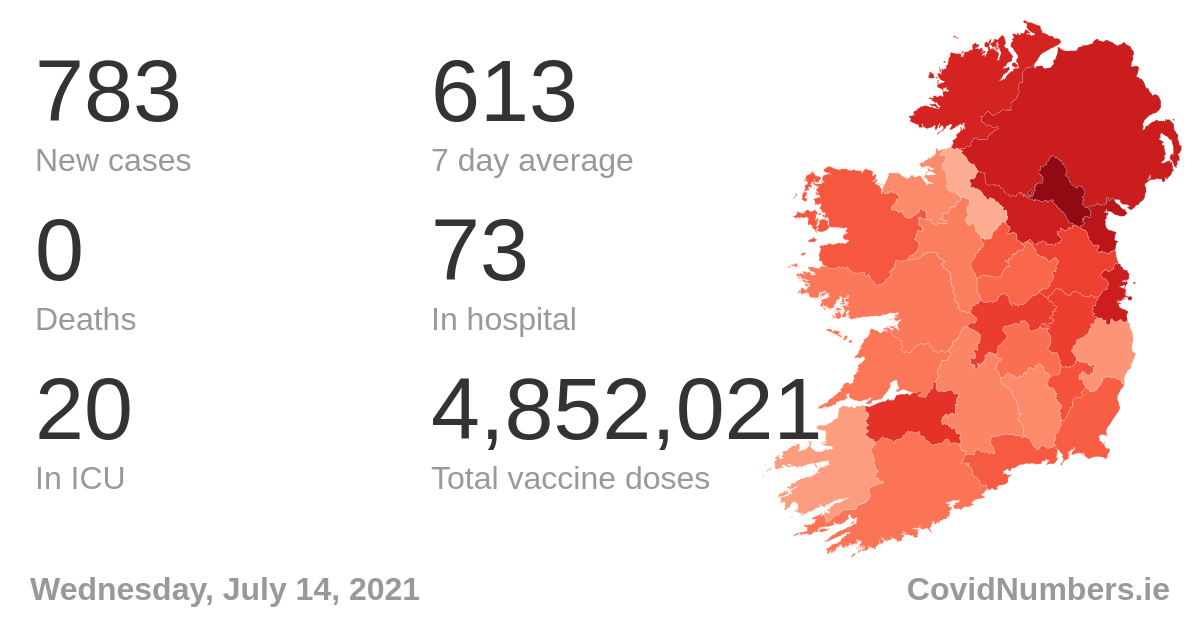 783
New cases
613
7 day average
0
Deaths
73
In hospital
20
In ICU
4,852,021
Total vaccine doses
Wednesday, July 14, 2021
CovidNumbers.ie